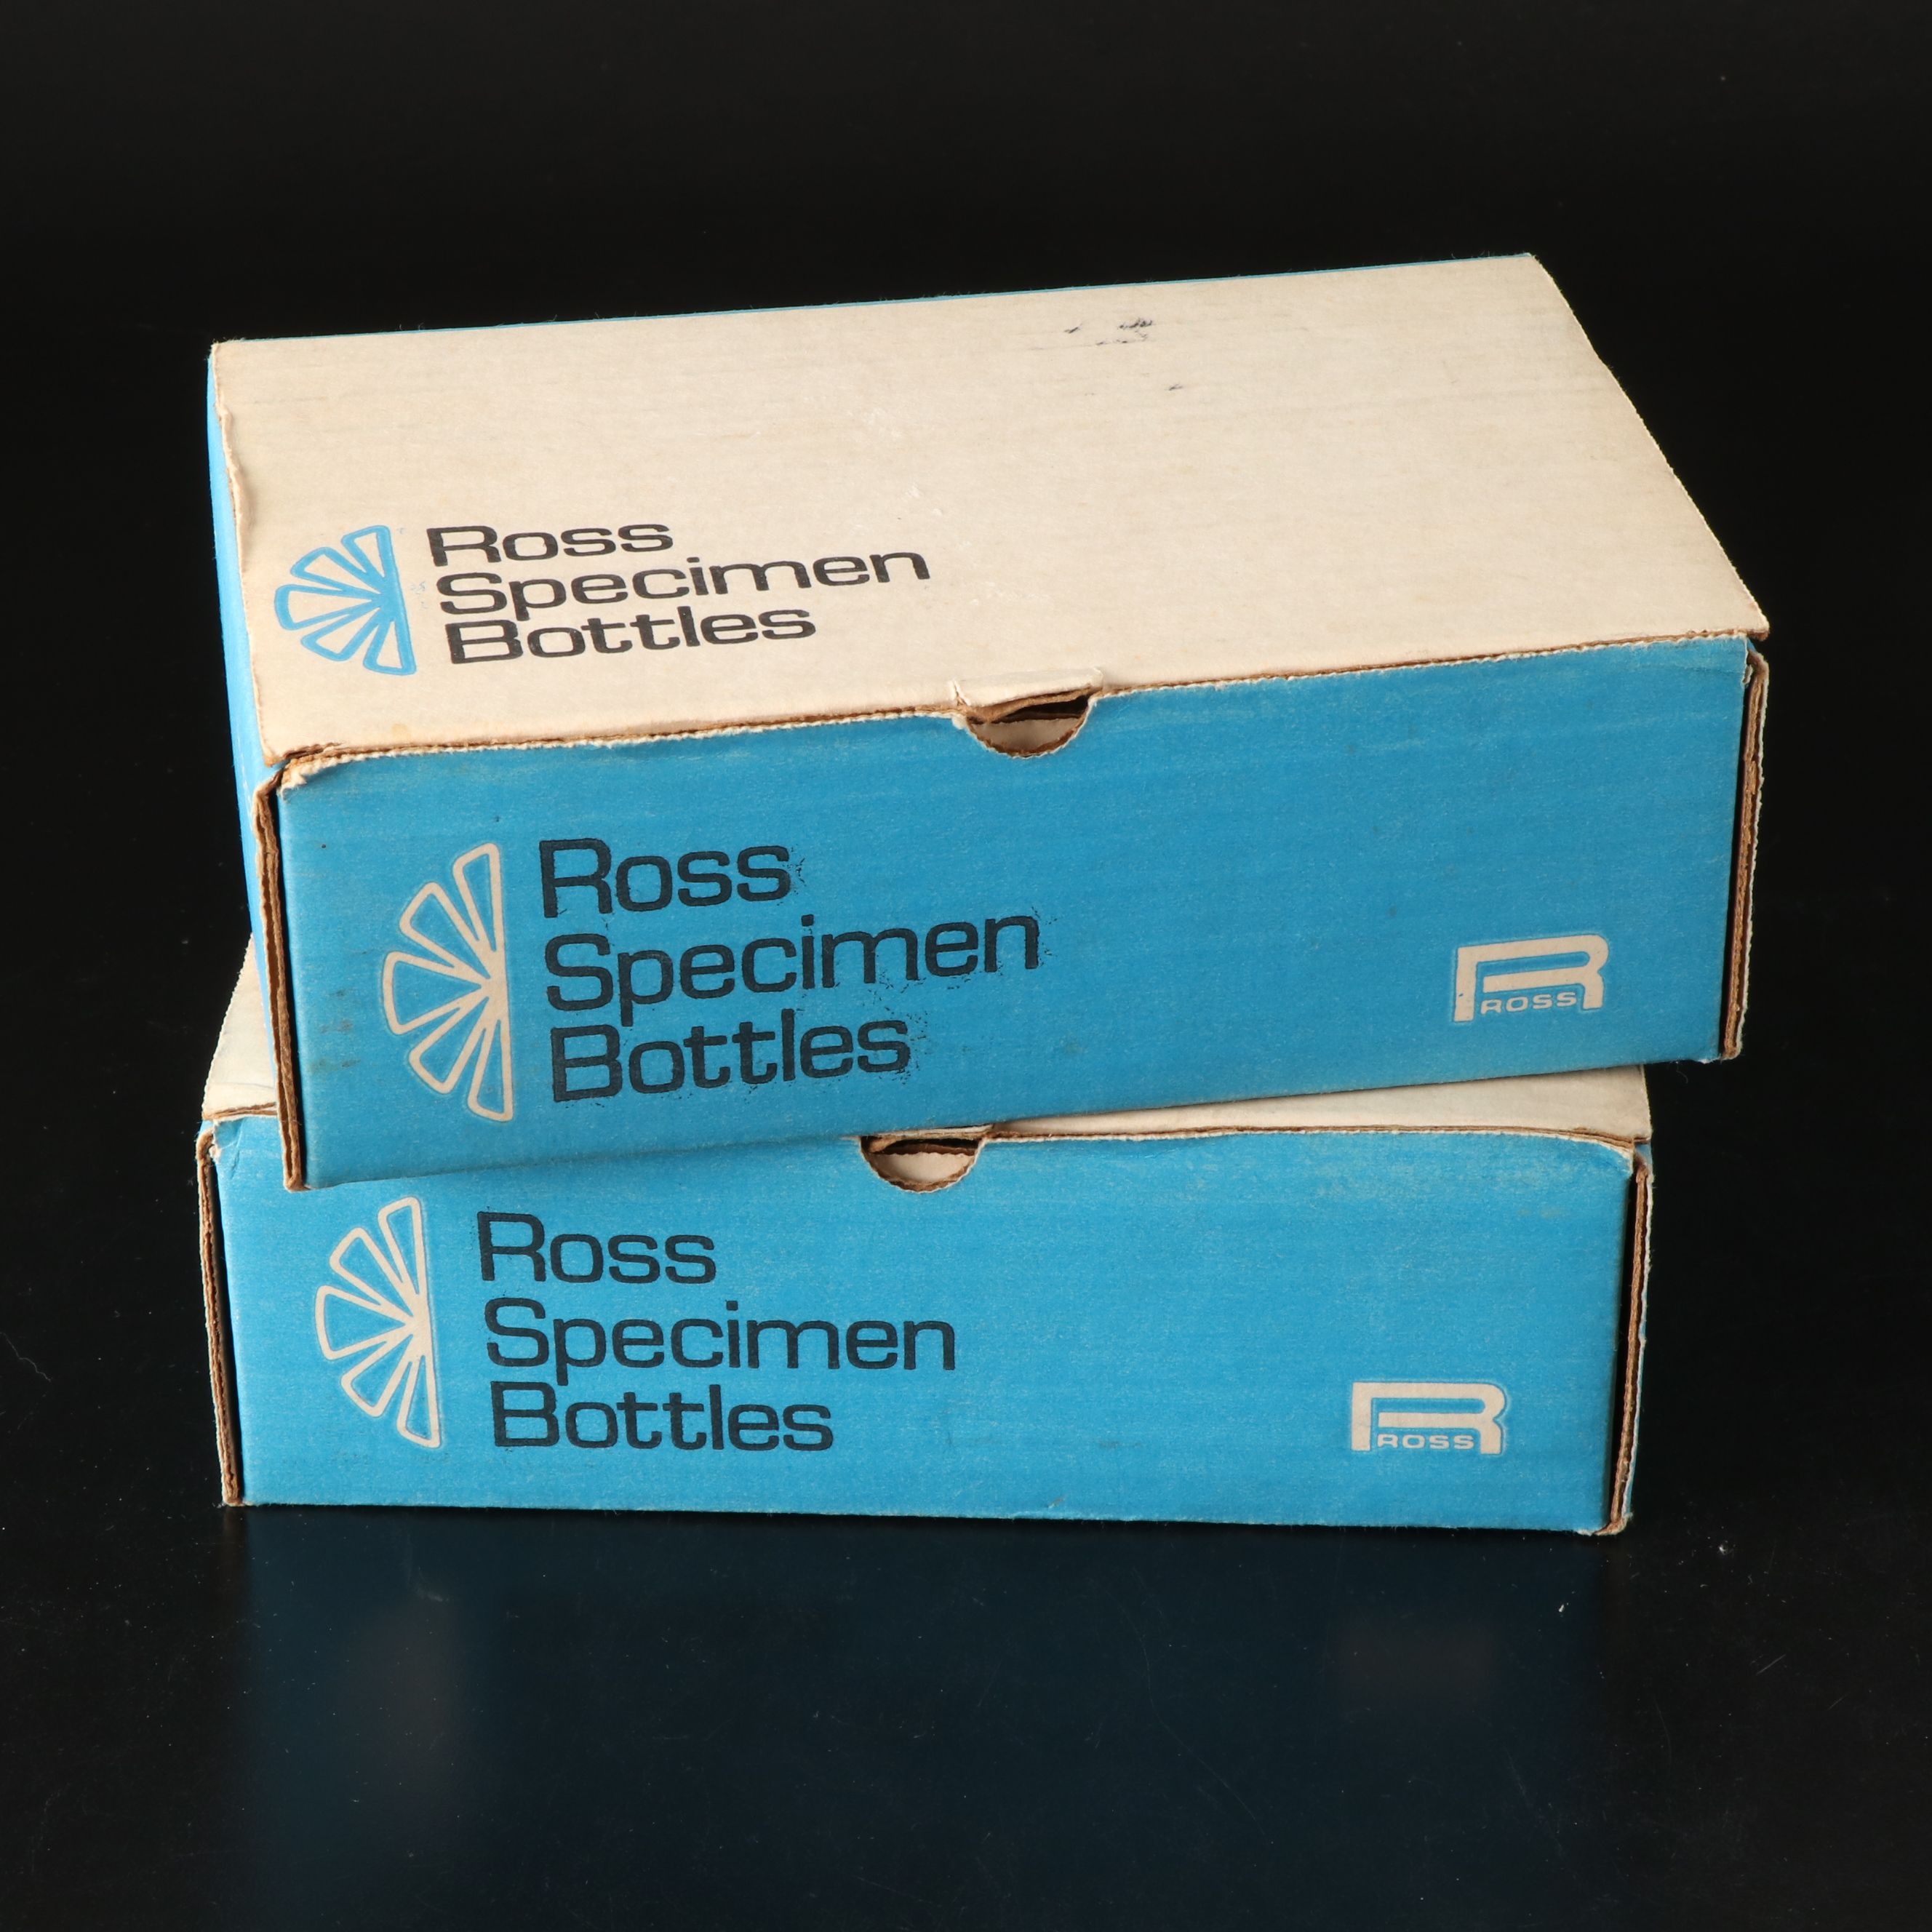 Ross
Specimen
Bottles
Ross
Specimen
Bottles
R
ROSS
Ross
Specimen
Bottles
R
ROSS